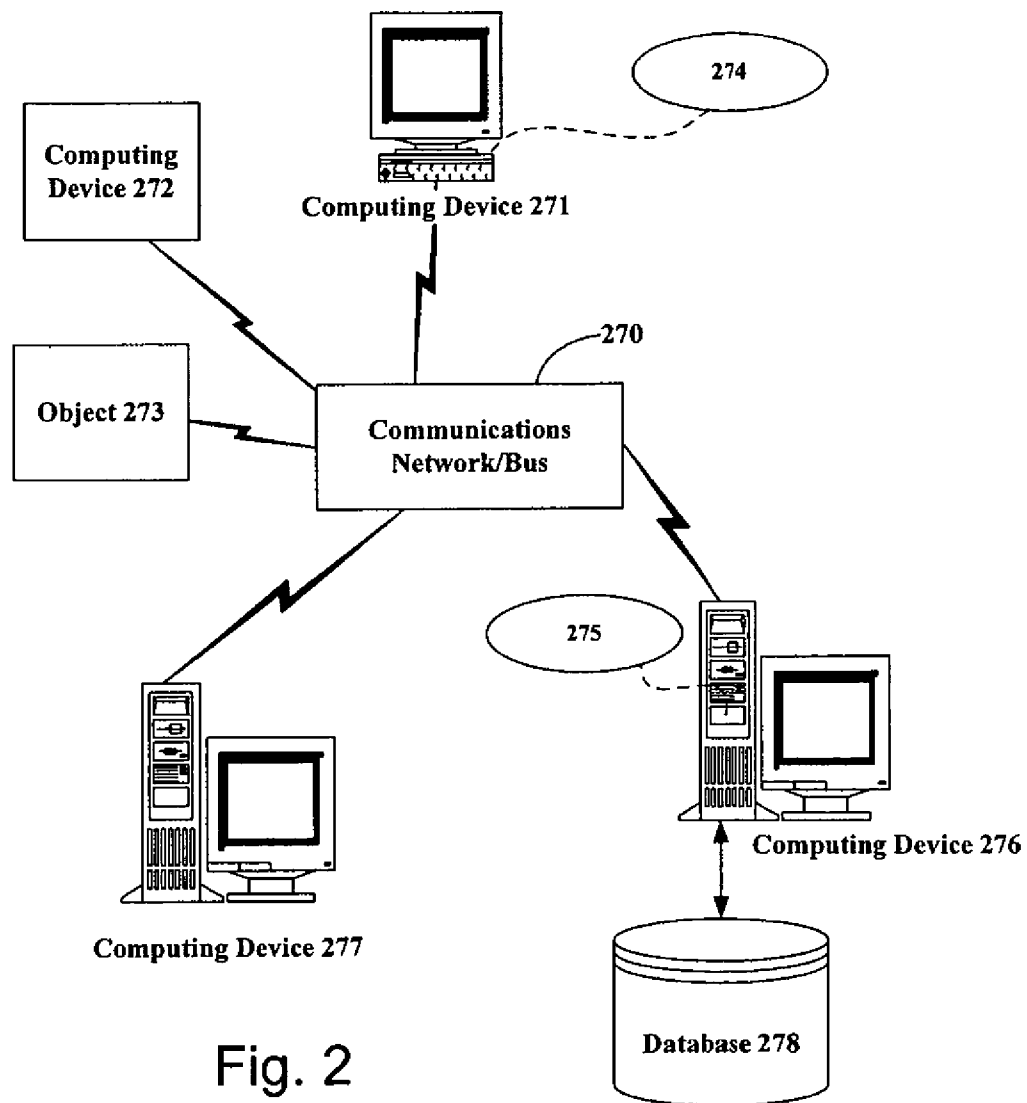 274
Computing
Device 272
Computing Device 271
270
Object 273
Communications
Network/Bus
275
Computing Device 276
Computing Device 277
Database 278
Fig. 2